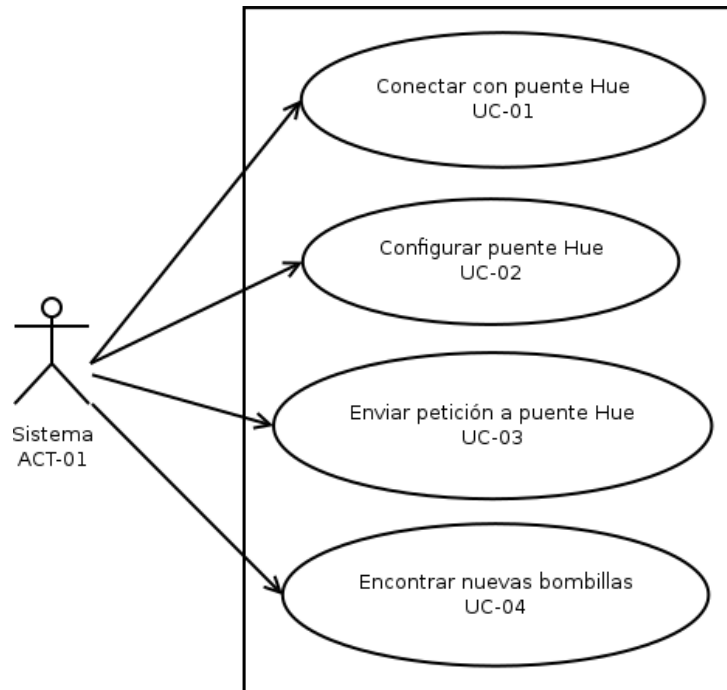 Conectar con puente Hue
UC-01
Configurar puente Hue
UC-02
Enviar petición a puente Hue
UC-03
Encontrar nuevas bombillas
UC-04
Sistema
ACT-01